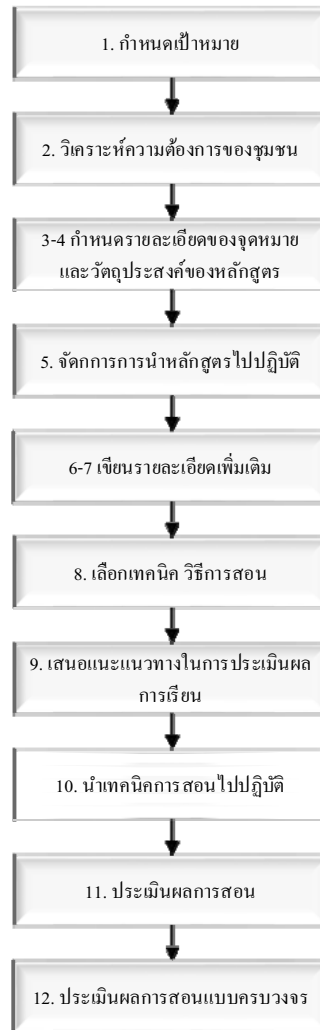 1. กำหนดเป้าหมาย
2. วิเคราะห์ความต้องการของชุมชน
3-4 กำหนดรายละเอียดของจุดหมาย
และวัตถุประสงค์ของหลักสูตร
5. จัดกการการนำหลักสูตรไปปฏิบัติ
6-7 เขียนรายละเอียดเพิ่มเติม
8. เลือกเทคนิค วิธีการสอน
9. เสนอแนะแนวทางในการประเมินผล
การเรียน
10. นำเทคนิคการสอนไปปฏิบัติ
11. ประเมินผลการสอน
12. ประเมินผลการสอนแบบครบวงจร